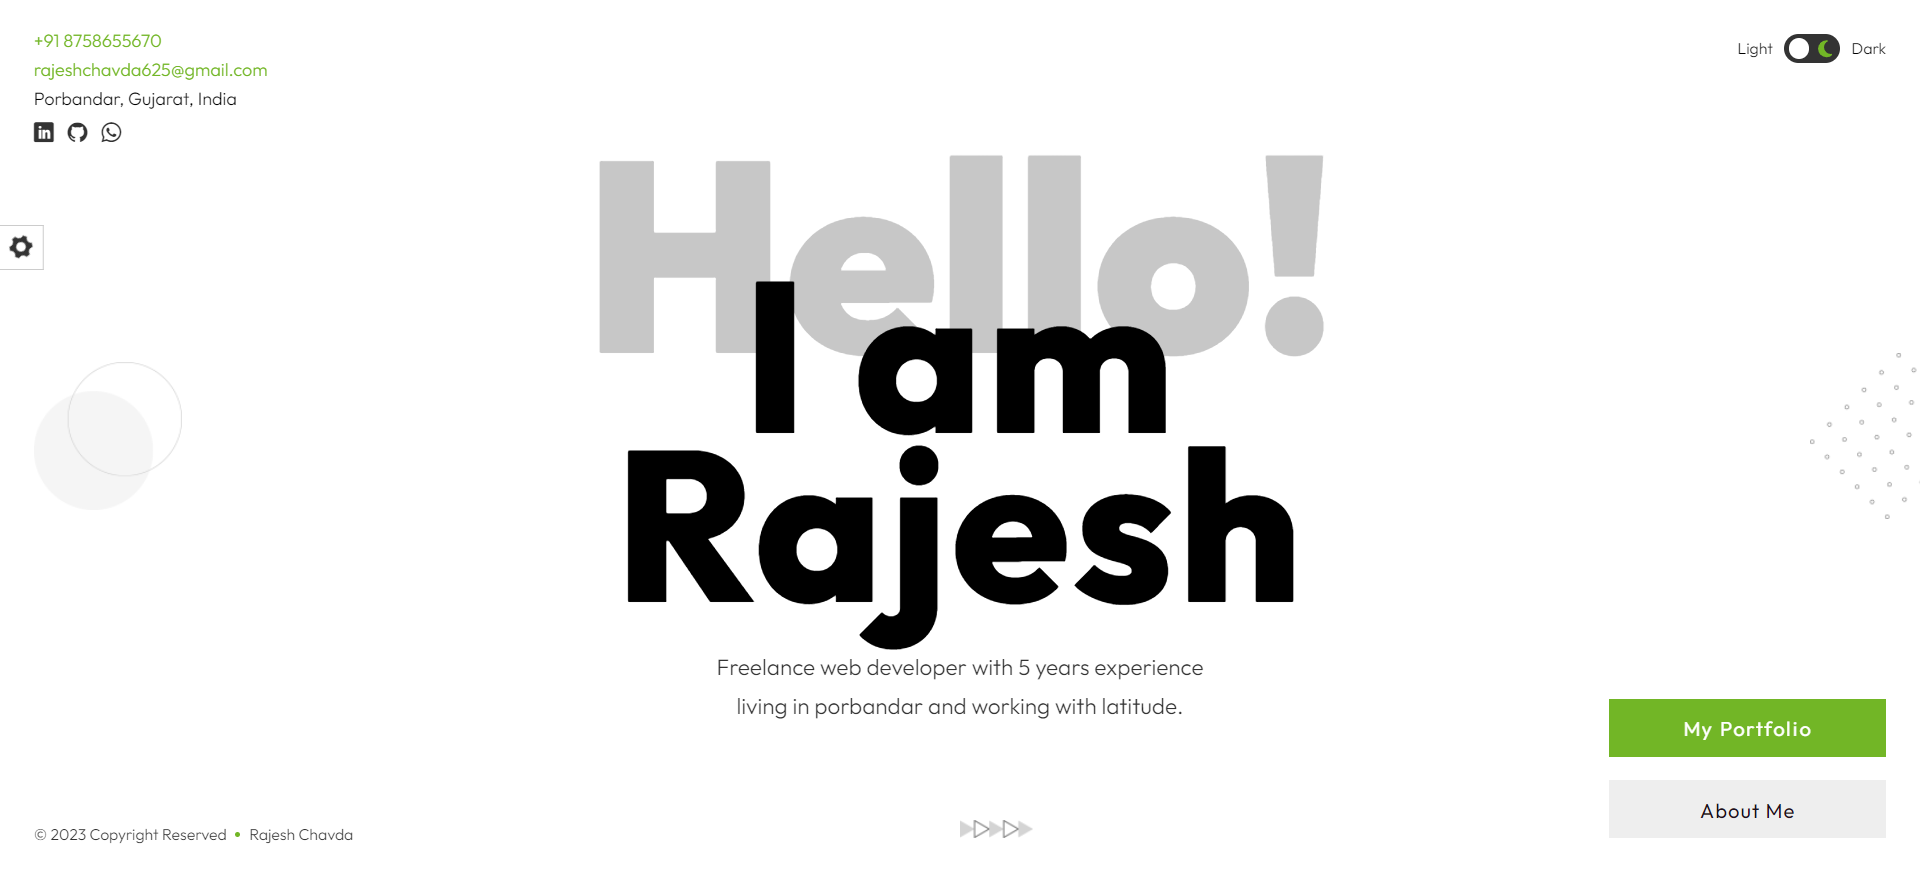 +91 8758655670
rajeshchavda625@gmail.com
Porbandar, Gujarat, India
Light
Dark
Hello!
I am
Rajesh
Freelance web developer with 5 years experience
living in porbandar and working with latitude.
My Portfolio
About Me
© 2023 Copyright Reserved • Rajesh Chavda